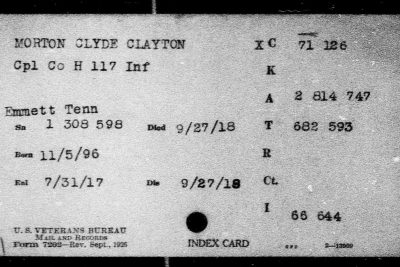 MORTON CLYDE CLAYTON X C 71 126
Cpl Co H 117 Inf K
A 2 814 747
Emmett Tenn
Sn 1 308 598 Died 9/27/18 T 682 593
Born 11/5/96 R
Enl 7/31/17 Dis 9/27/18 Ct.
I 66 644
U. S. VETERANS BUREAU
MAIL AND RECORDS
Form 7202—Rev. Sept., 1926 INDEX CARD GPO